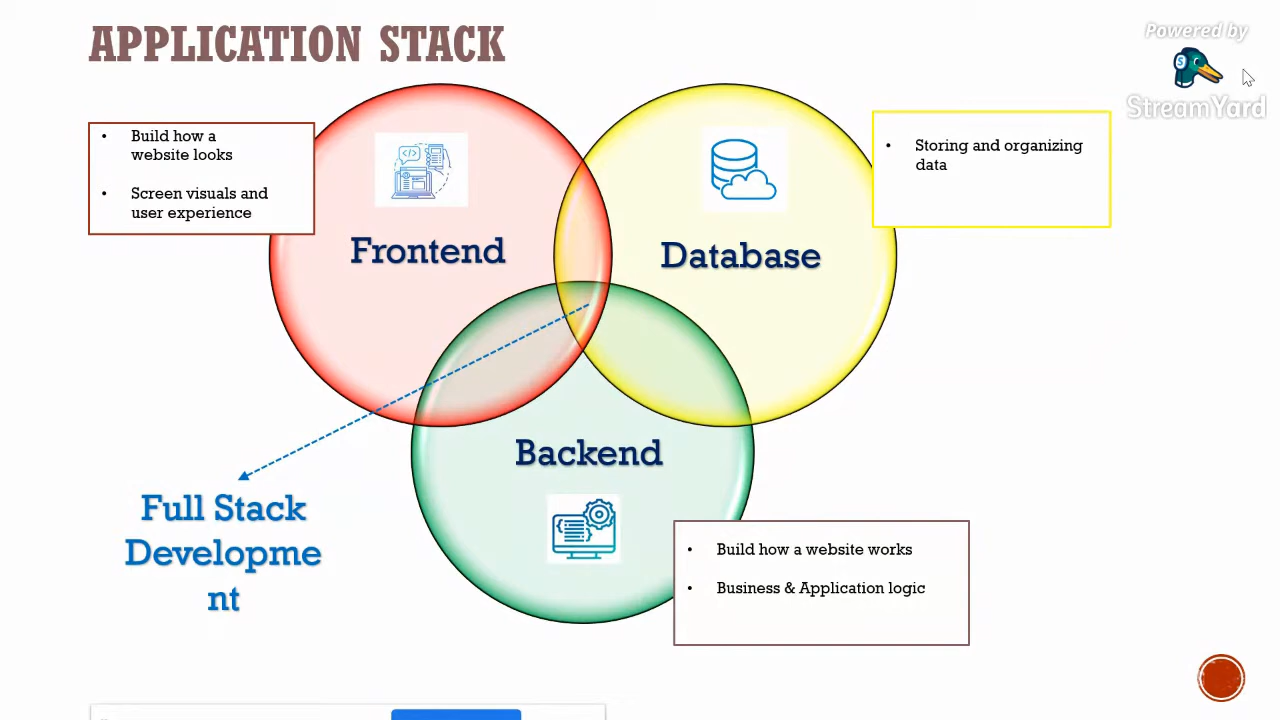 APPLICATION STACK
Powered by
StreamYard
• Build how a
website looks
• Screen visuals and
user experience
Frontend
Database
• Storing and organizing
data
Backend
Full Stack
Developme
nt
• Build how a website works
• Business & Application logic